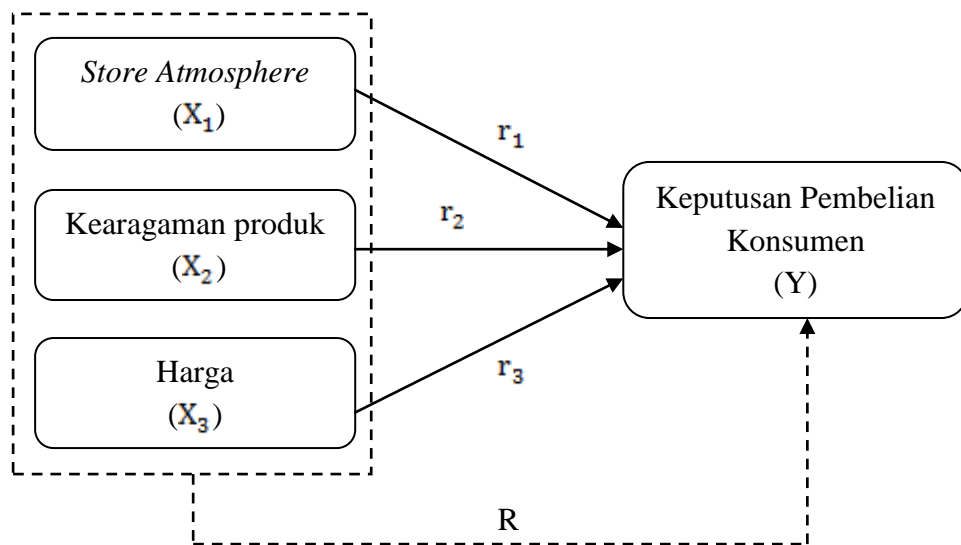 Store Atmosphere
(X₁)
r₁
Kearagaman produk
(X₂)
r₂
Keputusan Pembelian
Konsumen
(Y)
Harga
(X₃)
r₃
R